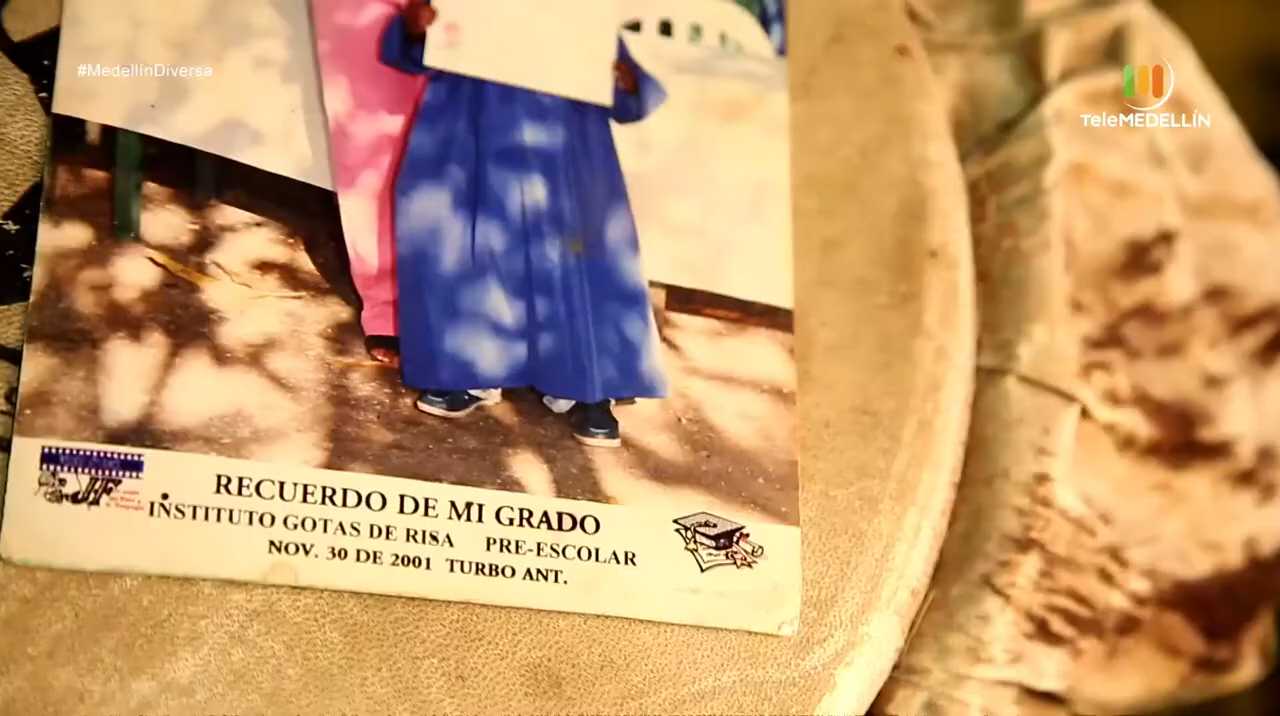 #MedellínDiversa
TeleMEDELLÍN
RECUERDO DE MI GRADO
INSTITUTO GOTAS DE RISA PRE-ESCOLAR
NOV. 30 DE 2001 TURBO ANT.